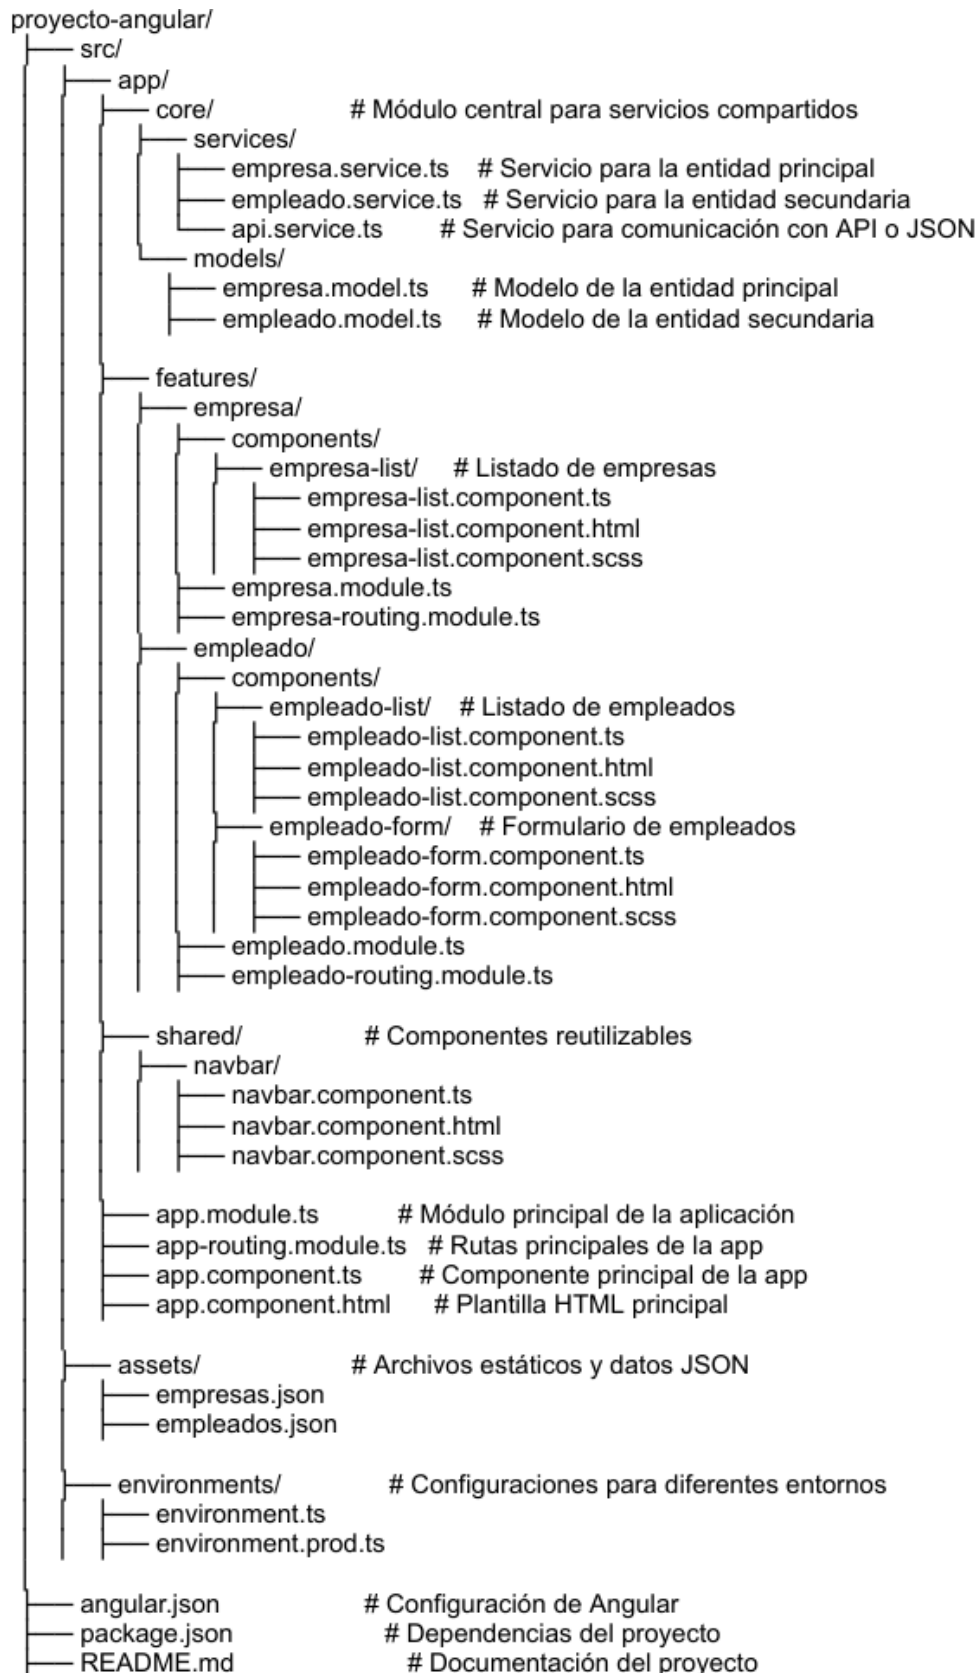 proyecto-angular/
src/
app/
core/ # Módulo central para servicios compartidos
services/
empresa.service.ts # Servicio para la entidad principal
empleado.service.ts # Servicio para la entidad secundaria
api.service.ts # Servicio para comunicación con API o JSON
models/
empresa.model.ts # Modelo de la entidad principal
empleado.model.ts # Modelo de la entidad secundaria
features/
empresa/
components/
empresa-list/ # Listado de empresas
empresa-list.component.ts
empresa-list.component.html
empresa-list.component.scss
empresa.module.ts
empresa-routing.module.ts
empleado/
components/
empleado-list/ # Listado de empleados
empleado-list.component.ts
empleado-list.component.html
empleado-list.component.scss
empleado-form/ # Formulario de empleados
empleado-form.component.ts
empleado-form.component.html
empleado-form.component.scss
empleado.module.ts
empleado-routing.module.ts
shared/ # Componentes reutilizables
navbar/
navbar.component.ts
navbar.component.html
navbar.component.scss
app.module.ts # Módulo principal de la aplicación
app-routing.module.ts # Rutas principales de la app
app.component.ts # Componente principal de la app
app.component.html # Plantilla HTML principal
assets/ # Archivos estáticos y datos JSON
empresas.json
empleados.json
environments/ # Configuraciones para diferentes entornos
environment.ts
environment.prod.ts
angular.json # Configuración de Angular
package.json # Dependencias del proyecto
README.md # Documentación del proyecto